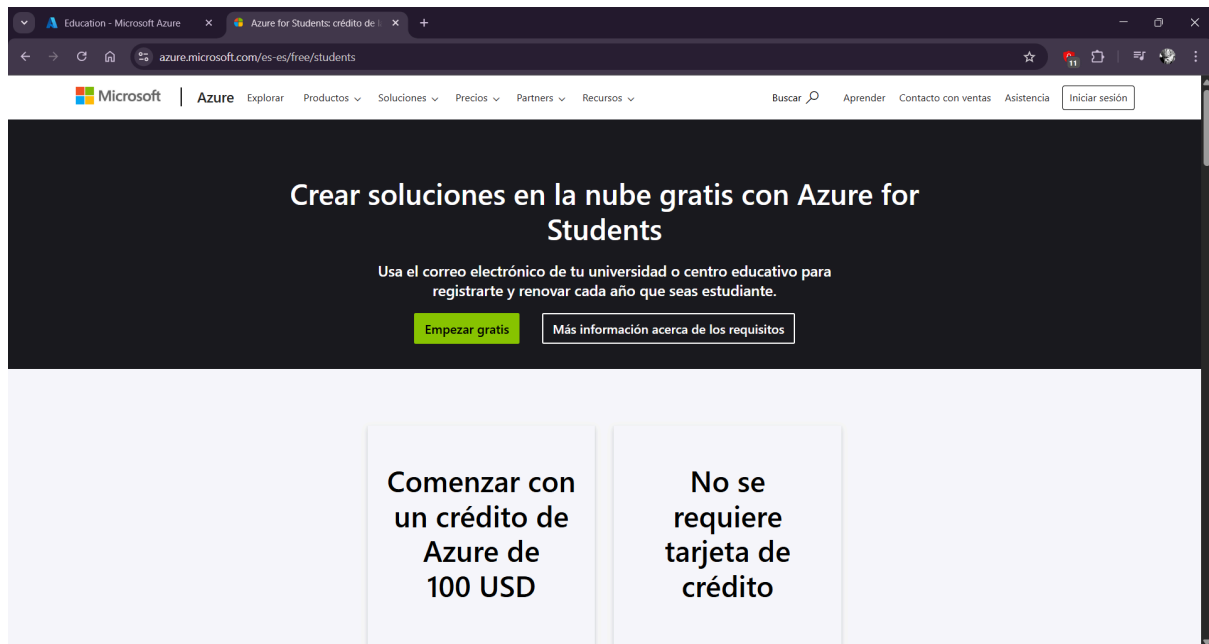 Education - Microsoft Azure
Azure for Students: crédito de
azure.microsoft.com/es-es/free/students
11
Microsoft
Azure Explorar Productos Soluciones Precios Partners Recursos Buscar Aprender Contacto con ventas Asistencia Iniciar sesión
Crear soluciones en la nube gratis con Azure for
Students
Usa el correo electrónico de tu universidad o centro educativo para
registrarte y renovar cada año que seas estudiante.
Empezar gratis
Más información acerca de los requisitos
Comenzar con
un crédito de
Azure de
100 USD
No se
requiere
tarjeta de
crédito